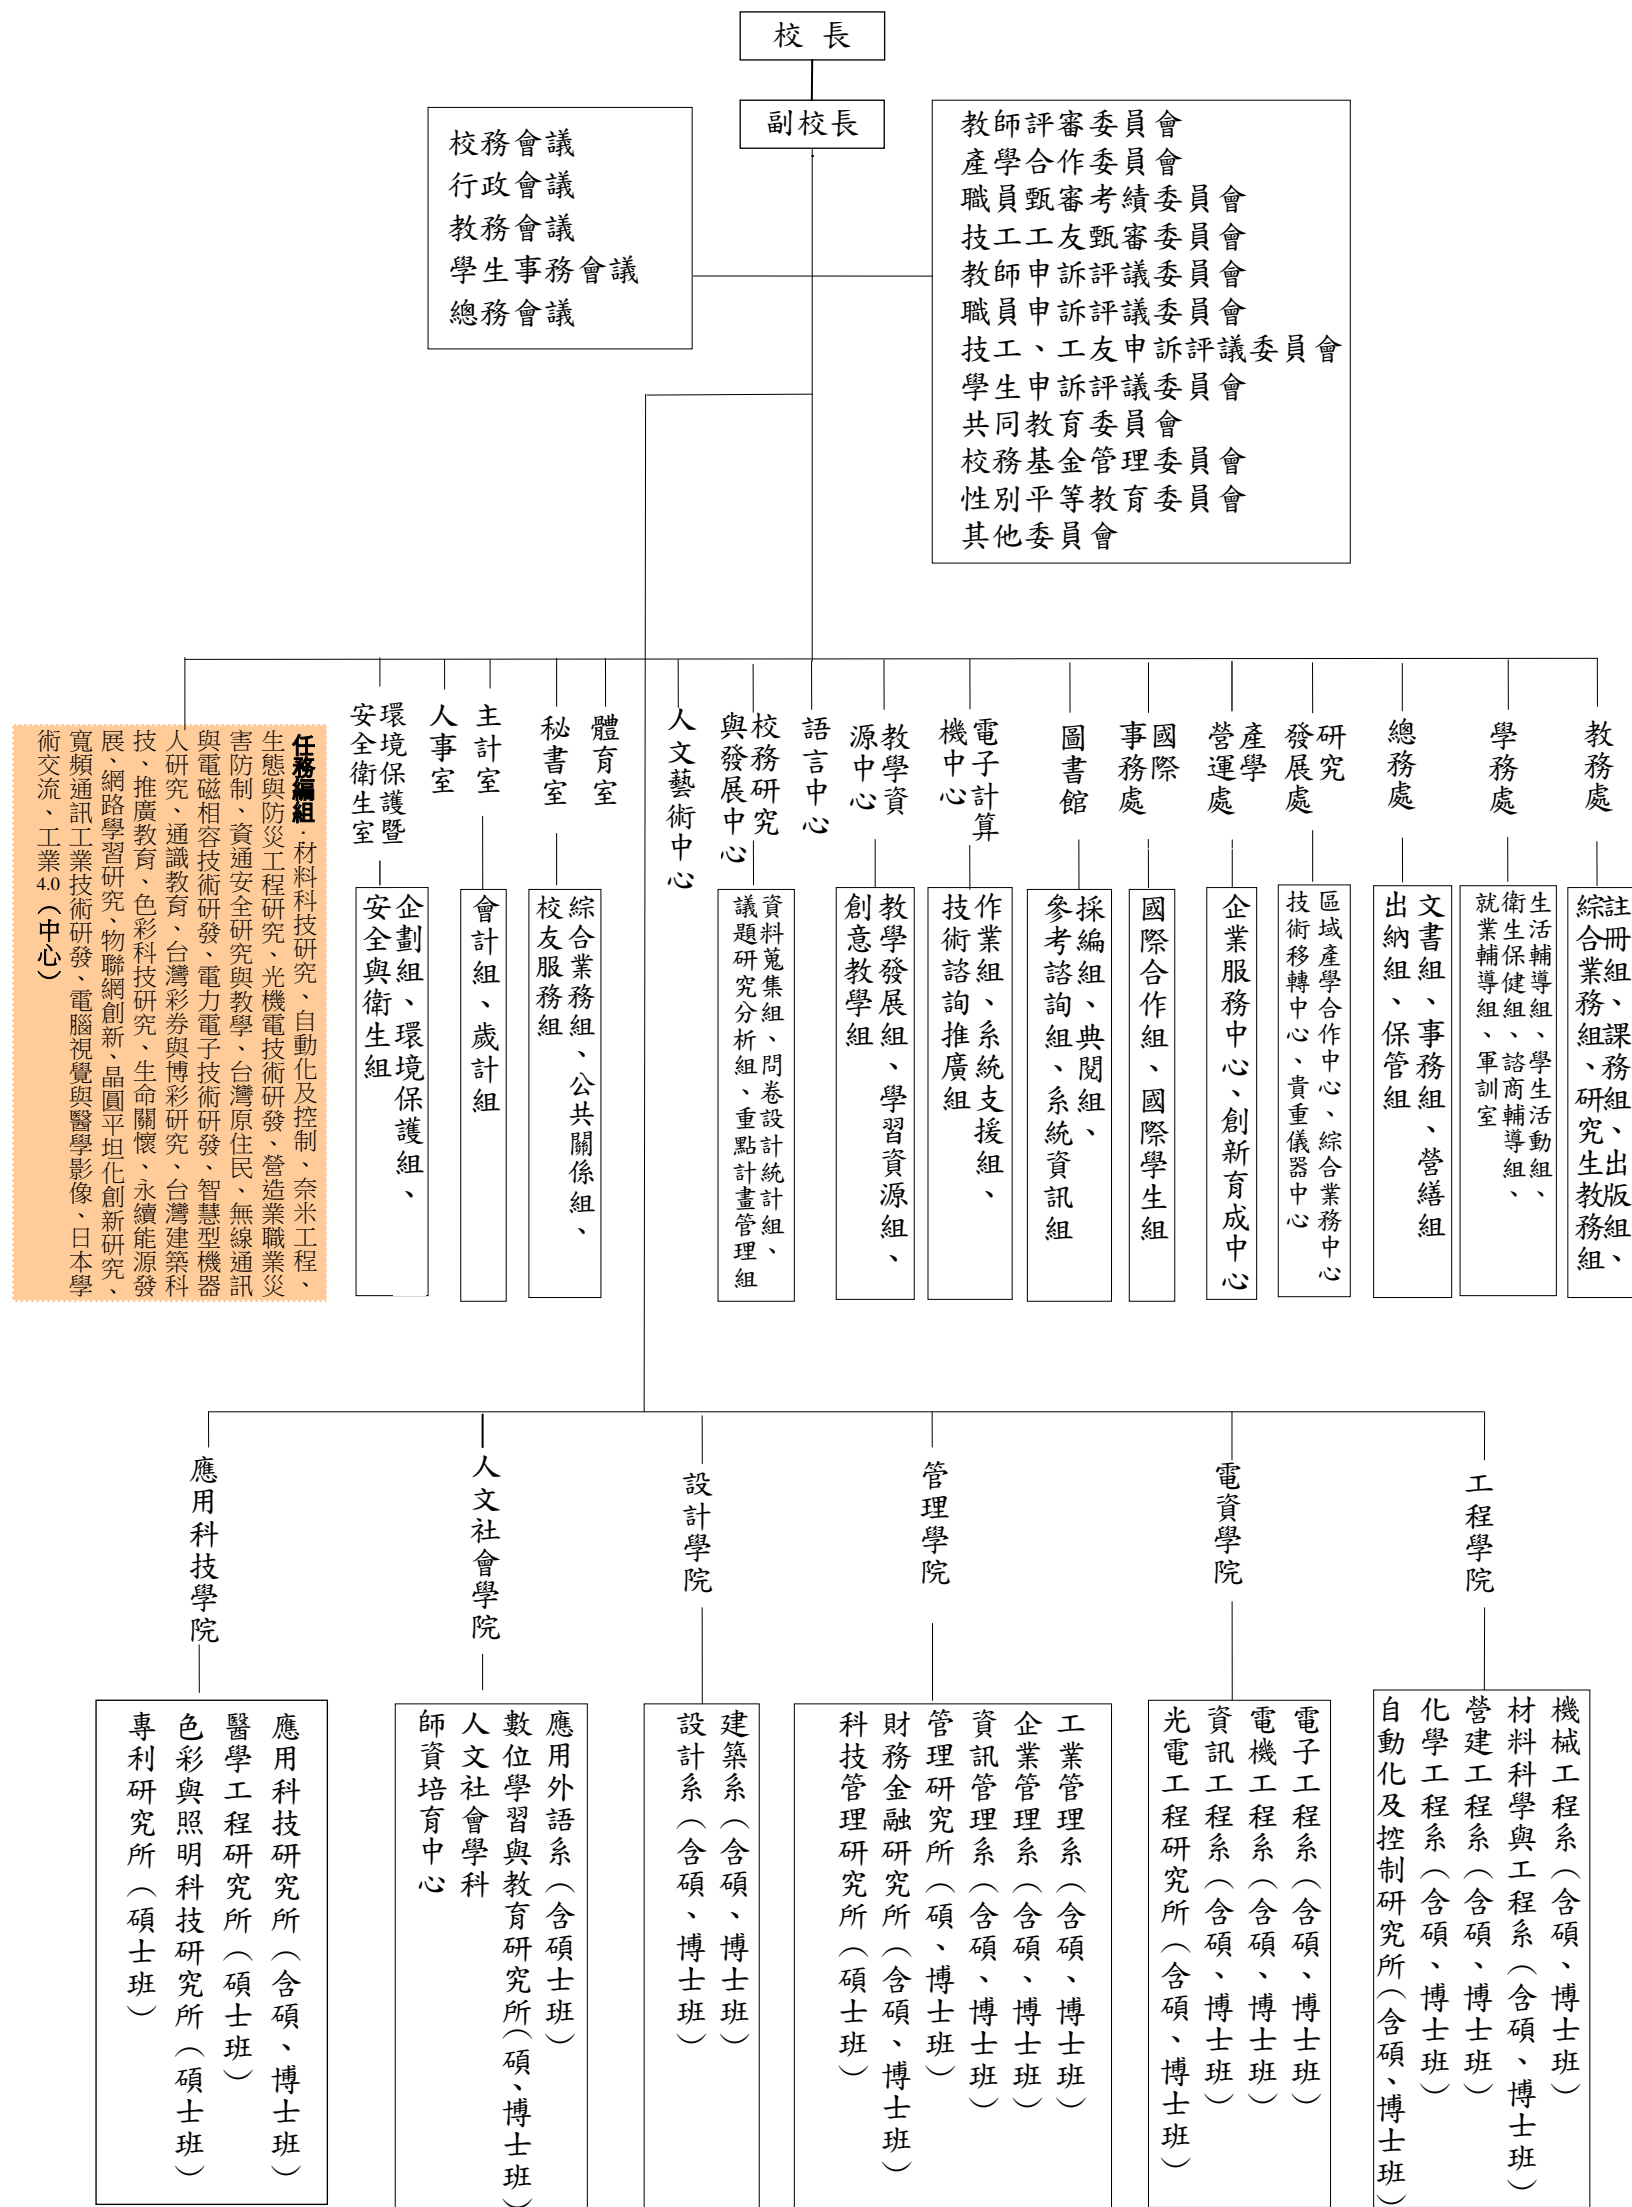 校 長
副校長
校務會議
行政會議
教務會議
學生事務會議
總務會議
教師評審委員會
產學合作委員會
職員甄審考績委員會
技工工友甄審委員會
教師申訴評議委員會
職員申訴評議委員會
技工、工友申訴評議委員會
學生申訴評議委員會
共同教育委員會
校務基金管理委員會
性別平等教育委員會
其他委員會
教務處
註冊組、課務組、出版組、
綜合業務組、研究生教務組
學務處
生活輔導組、學生活動組、
衛生保健組、諮商輔導組、
就業輔導組、軍訓室
總務處
文書組、事務組、營繕組
出納組、保管組
研究
發展處
區域產學合作中心、綜合業務中心
技術移轉中心、貴重儀器中心
產學
營運處
企業服務中心、創新育成中心
國際
事務處
國際合作組、國際學生組
圖書館
採編組、典閱組、
參考諮詢組、系統資訊組
電子計算
機中心
作業組、系統支援組、
技術諮詢推廣組
教學資
源中心
教學發展組、學習資源組、
創意教學組
語言中心
校務研究
與發展中心
資料蒐集組、問卷設計統計組、
議題研究分析組、重點計畫管理組
人文藝術中心
體育室
秘書室
綜合業務組、公共關係組、
校友服務組
主計室
會計組、歲計組
人事室
環境保護暨
安全衛生室
企劃組、環境保護組、
安全與衛生組
任務編組：材料科技研究、自動化及控制、奈米工程、
生態與防災工程研究、光機電技術研發、營造業職業災
害防制、資通安全研究與教學、台灣原住民、無線通訊
與電磁相容技術研發、電力電子技術研發、智慧型機器
人研究、通識教育、台灣彩券與博彩研究、台灣建築科
技、推廣教育、色彩科技研究、生命關懷、永續能源發
展、網路學習研究、物聯網創新、晶圓平坦化創新研究、
寬頻通訊工業技術研發、電腦視覺與醫學影像、日本學
術交流、工業4.0（中心）
工程學院
機械工程系（含碩、博士班）
材料科學與工程系（含碩、博士班）
營建工程系（含碩、博士班）
化學工程系（含碩、博士班）
自動化及控制研究所（含碩、博士班）
電資學院
電子工程系（含碩、博士班）
電機工程系（含碩、博士班）
資訊工程系（含碩、博士班）
光電工程研究所（含碩、博士班）
管理學院
工業管理系（含碩、博士班）
企業管理系（含碩、博士班）
資訊管理系（含碩、博士班）
管理研究所（碩、博士班）
財務金融研究所（含碩、博士班）
科技管理研究所（碩士班）
設計學院
建築系（含碩、博士班）
設計系（含碩、博士班）
人文社會學院
應用外語系（含碩士班）
數位學習與教育研究所（碩、博士班）
人文社會學科
師資培育中心
應用科技學院
應用科技研究所（含碩、博士班）
醫學工程研究所（碩士班）
色彩與照明科技研究所（碩士班）
專利研究所（碩士班）